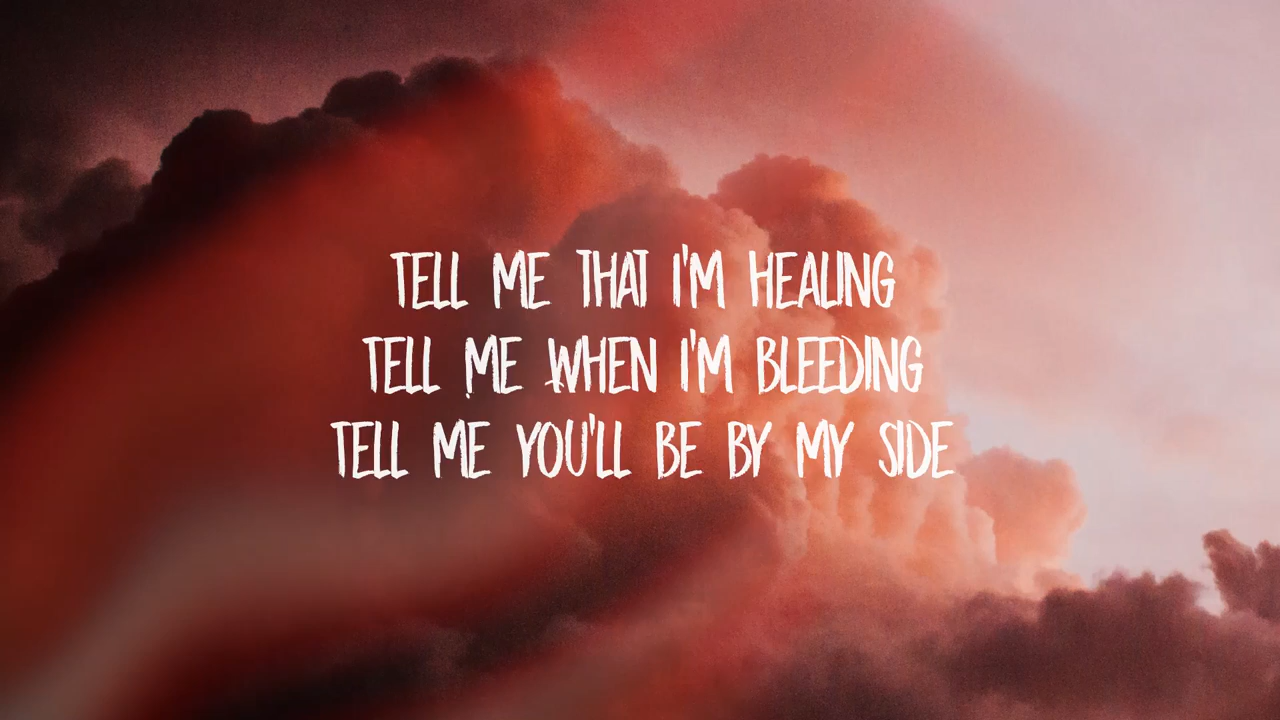 TELL ME THAT I'M HEALING
TELL ME WHEN I'M BLEEDING
TELL ME YOU'LL BE BY MY SIDE